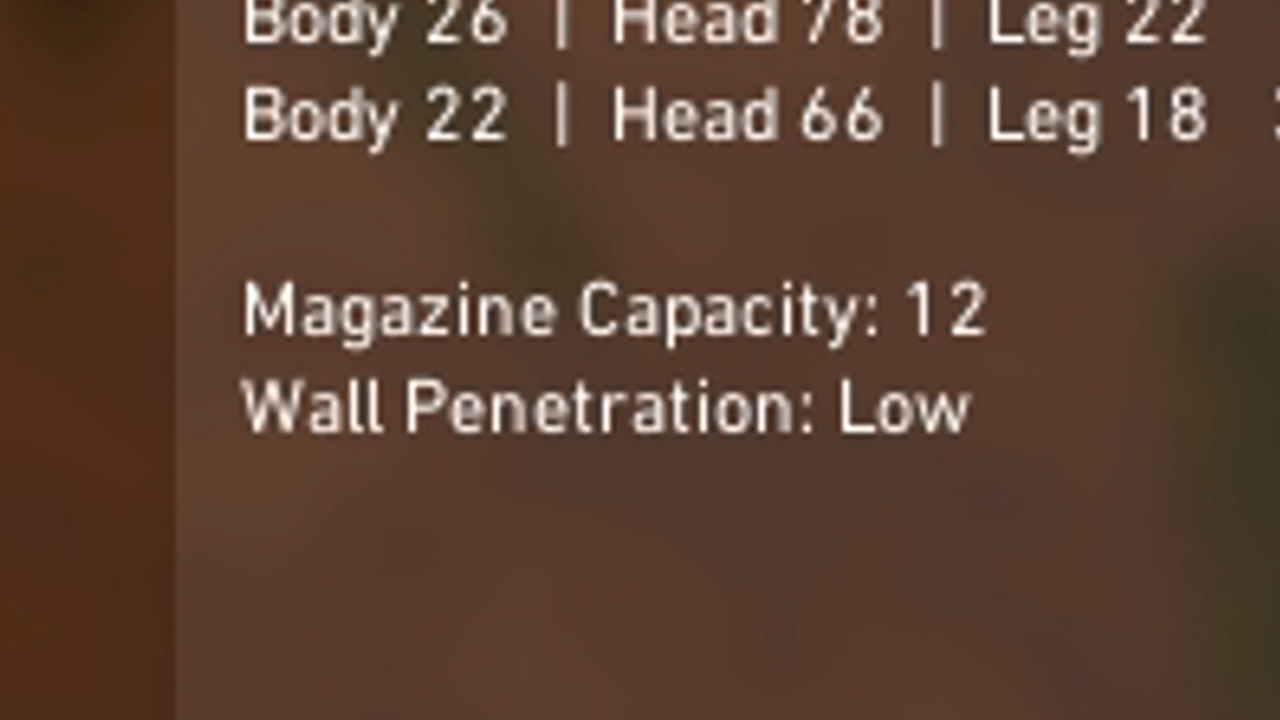 Body 26 | Head 78 | Leg 22
Body 22 | Head 66 | Leg 18
Magazine Capacity: 12
Wall Penetration: Low